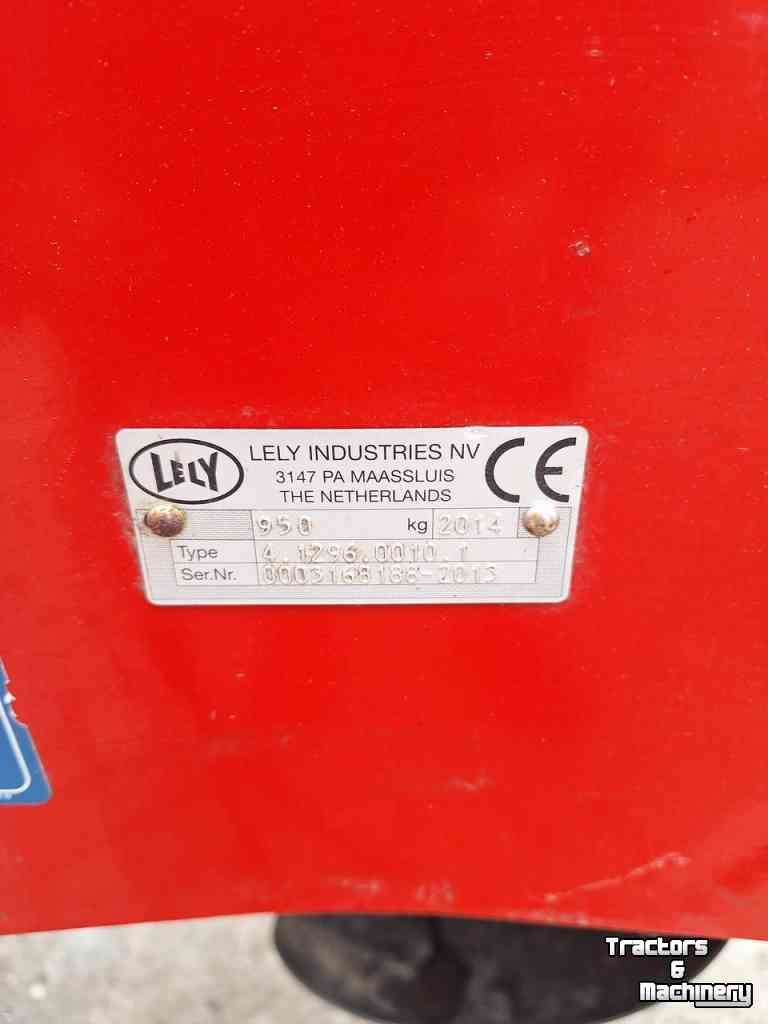 LELY
LELY INDUSTRIES NV
3147 PA MAASSLUIS
THE NETHERLANDS
CE
950 kg 2014
Type 4.1296.0010.1
Ser.Nr. 0003168188-2013
Tractors
&
Machinery